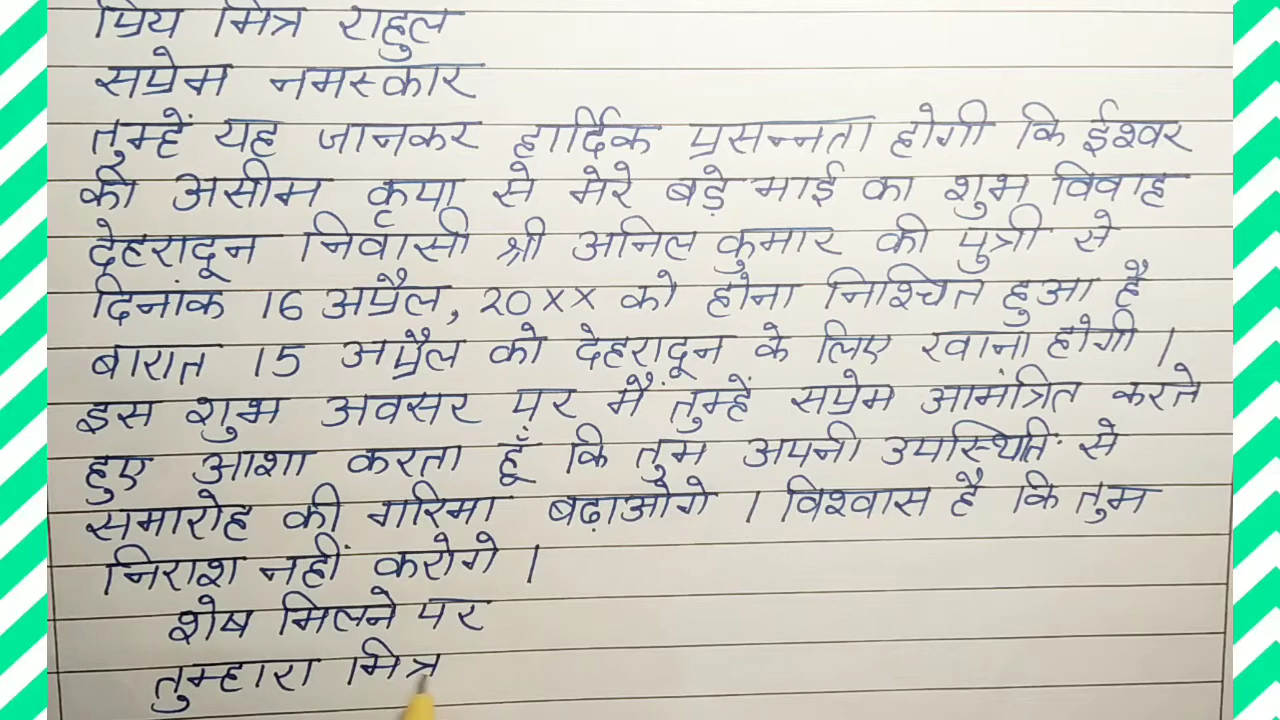 प्रिय मित्र राहुल
सप्रेम नमस्कार
तुम्हें यह जानकर हार्दिक प्रसन्नता होगी कि ईश्वर
की असीम कृपा से मेरे बड़े भाई का शुभ विवाह
देहरादून निवासी श्री अनिल कुमार की पुत्री से
दिनांक 16 अप्रैल, 20xx को होना निश्चित हुआ है
बारात 15 अप्रैल को देहरादून के लिए रवाना होगी ।
इस शुभ अवसर पर मैं तुम्हें सप्रेम आमंत्रित करते
हुए आशा करता हूँ कि तुम अपनी उपस्थिति से
समारोह की गरिमा बढ़ाओगे । विश्वास है कि तुम
निराश नहीं करोगे ।
शेष मिलने पर
तुम्हारा मित्र